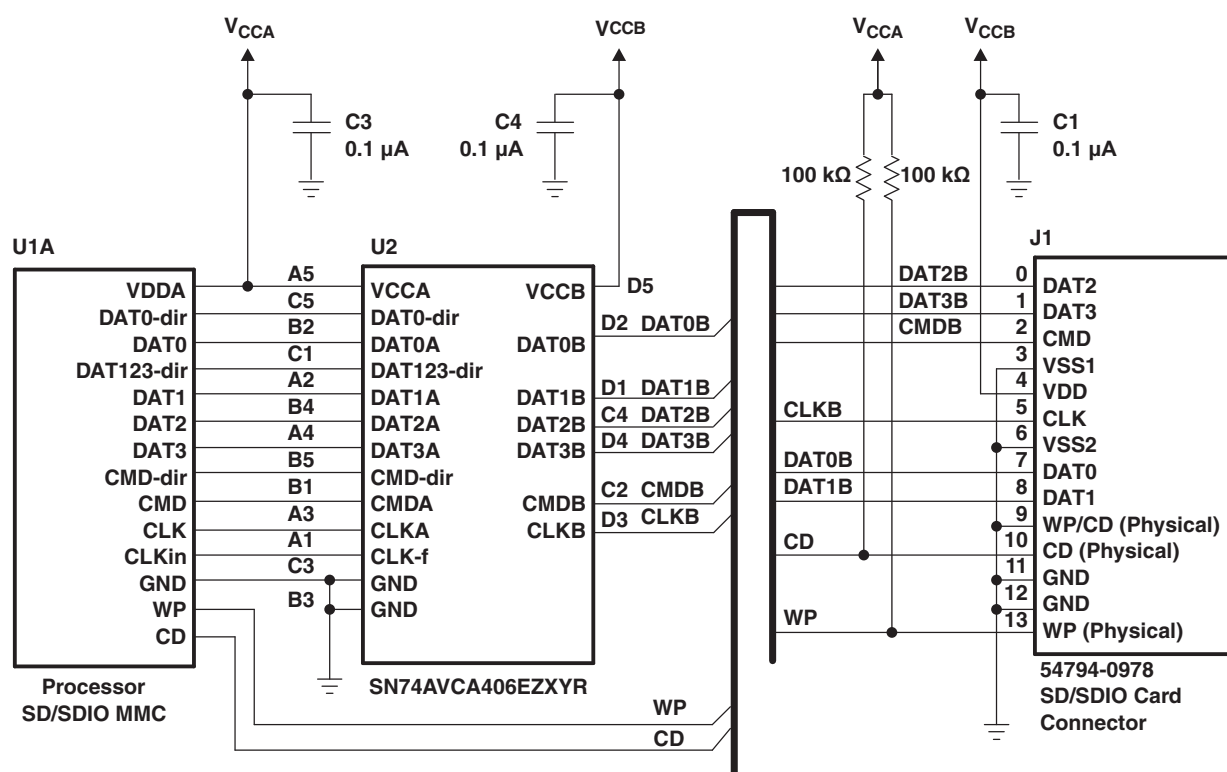 VCCA
VCCB
VCCA
VCCB
C3
0.1 µA
C4
0.1 µA
C1
0.1 µA
100 kΩ
100 kΩ
U1A
VDDA
DAT0-dir
DAT0
DAT123-dir
DAT1
DAT2
DAT3
CMD-dir
CMD
CLK
CLKin
GND
WP
CD
Processor
SD/SDIO MMC
A5
C5
B2
C1
A2
B4
A4
B5
B1
A3
A1
C3
B3
U2
VCCA
DAT0-dir
DAT0A
DAT123-dir
DAT1A
DAT2A
DAT3A
CMD-dir
CMDA
CLKA
CLK-f
GND
GND
VCCB
DAT0B
DAT1B
DAT2B
DAT3B
CMDB
CLKB
SN74AVCA406EZXYR
D5
D2 DAT0B
D1 DAT1B
C4 DAT2B
D4 DAT3B
C2 CMDB
D3 CLKB
WP
CD
DAT2B
DAT3B
CMDB
CLKB
DAT0B
DAT1B
CD
WP
J1
0 DAT2
1 DAT3
2 CMD
3 VSS1
4 VDD
5 CLK
6 VSS2
7 DAT0
8 DAT1
9 WP/CD (Physical)
10 CD (Physical)
11 GND
12 GND
13 WP (Physical)
54794-0978
SD/SDIO Card
Connector